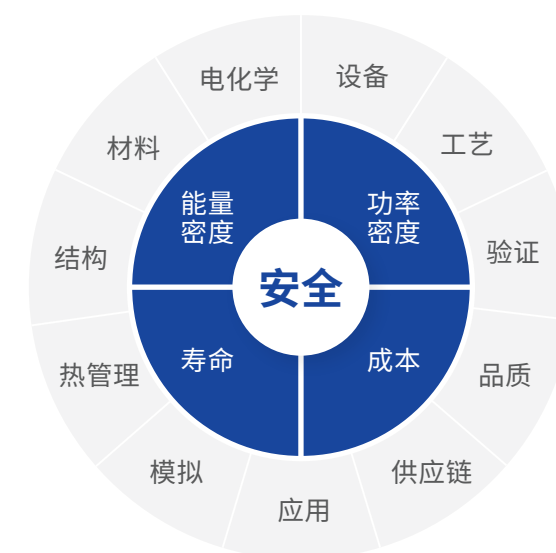 电化学
设备
材料
工艺
能量
密度
功率
密度
结构
验证
安全
热管理
寿命
成本
品质
模拟
供应链
应用